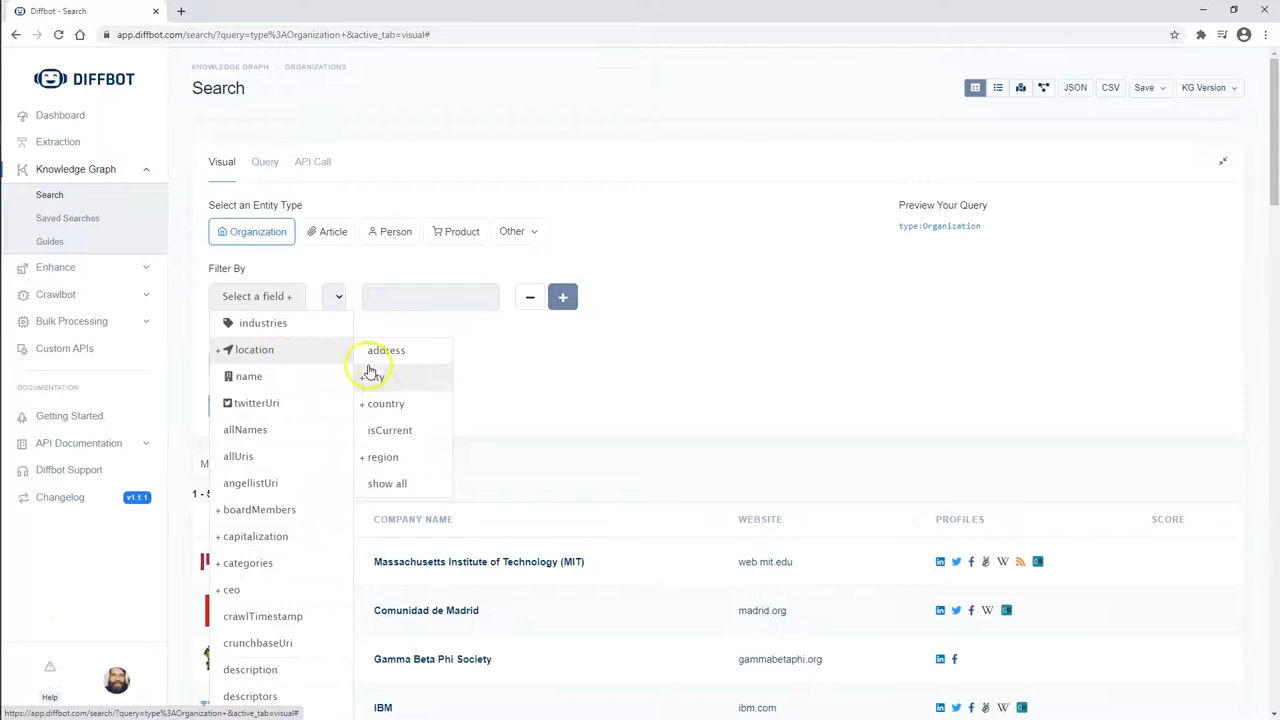 Diffbot - Search
app.diffbot.com/search/?query=type%3AOrganization+&active_tab=visual#
DIFFBOT
Dashboard
Extraction
Knowledge Graph
Search
Saved Searches
Guides
Enhance
Crawlbot
Bulk Processing
Custom APIs
DOCUMENTATION
Getting Started
API Documentation
Diffbot Support
Changelog
v1.1.1
Help
KNOWLEDGE GRAPH
ORGANIZATIONS
Search
JSON
CSV
Save
KG Version
Visual
Query
API Call
Select an Entity Type
Preview Your Query
type:Organization
Organization
Article
Person
Product
Other
Filter By
Select a field +
industries
+ location
name
twitterUri
allNames
allUris
angellistUri
+ boardMembers
+ capitalization
+ categories
+ ceo
crawlTimestamp
crunchbaseUri
description
descriptors
address
+ country
isCurrent
+ region
show all
COMPANY NAME
WEBSITE
PROFILES
SCORE
Massachusetts Institute of Technology (MIT)
web.mit.edu
Comunidad de Madrid
madrid.org
Gamma Beta Phi Society
gammabetaphi.org
IBM
ibm.com
https://app.diffbot.com/search/?query=type%3AOrganization+&active_tab=visual#